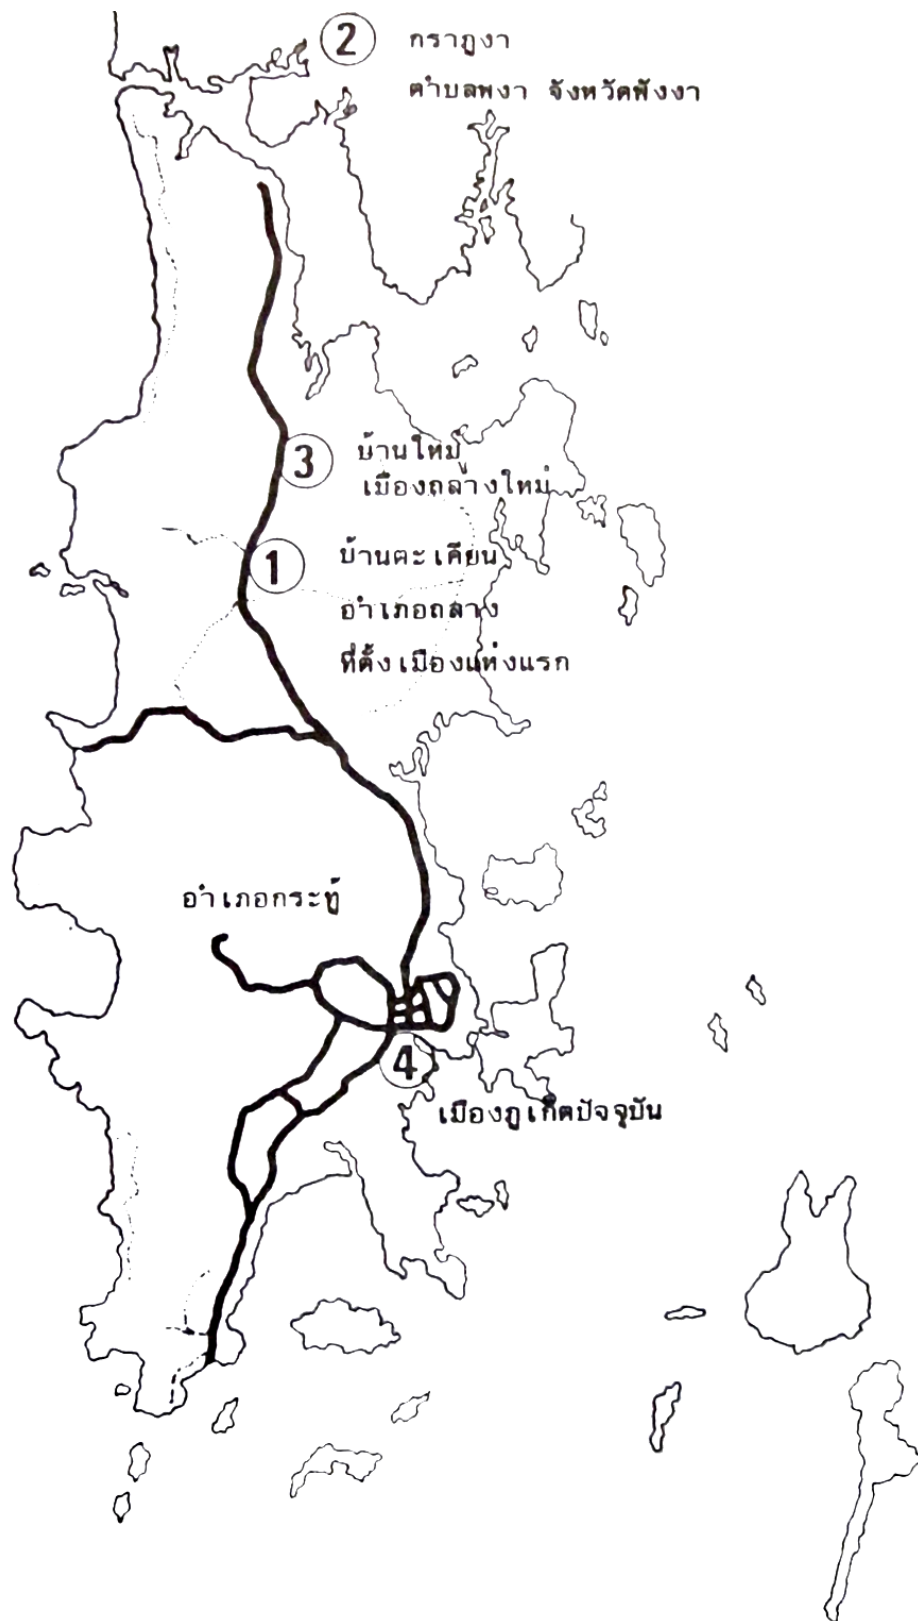 2 กราภูงา
ตำบลพงา จังหวัดพังงา
3 บ้านใหม่
เมืองถลางใหม่
1 บ้านตะเคียน
อำเภอถลาง
ที่ตั้งเมืองแห่งแรก
อำเภอกระทู้
4
เมืองภูเก็ตปัจจุบัน